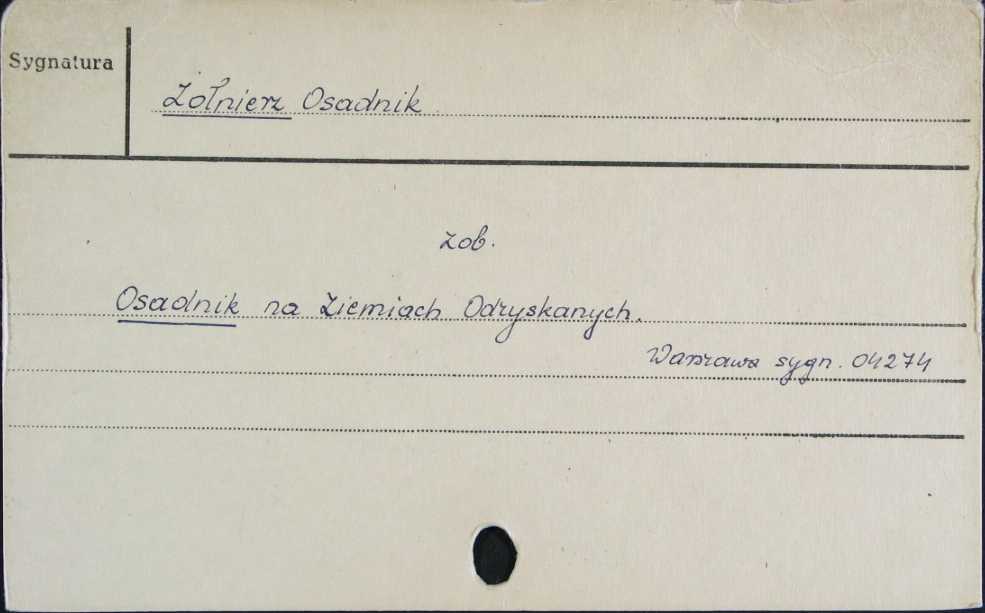 Sygnatura
Żołnierz Osadnik
zob.
Osadnik na Ziemiach Odzyskanych.
Warszawa sygn. 04274